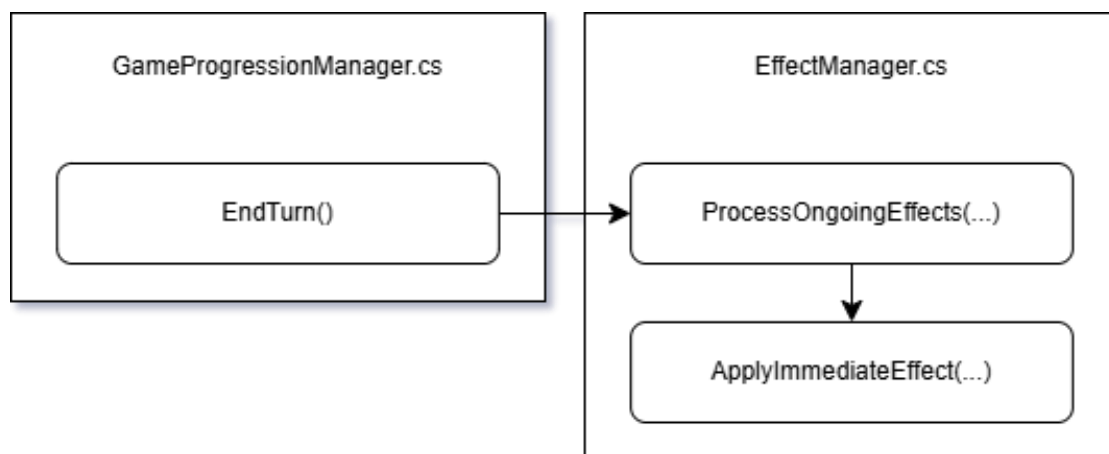 GameProgressionManager.cs
EndTurn()
EffectManager.cs
ProcessOngoingEffects(...)
ApplyImmediateEffect(...)